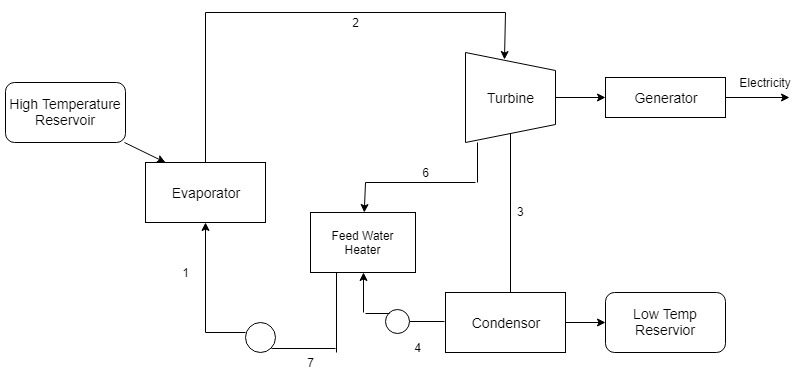 2
High Temperature
Reservoir
Turbine
Generator
Electricity
Evaporator
6
3
Feed Water
Heater
1
Condensor
Low Temp
Reservior
4
7